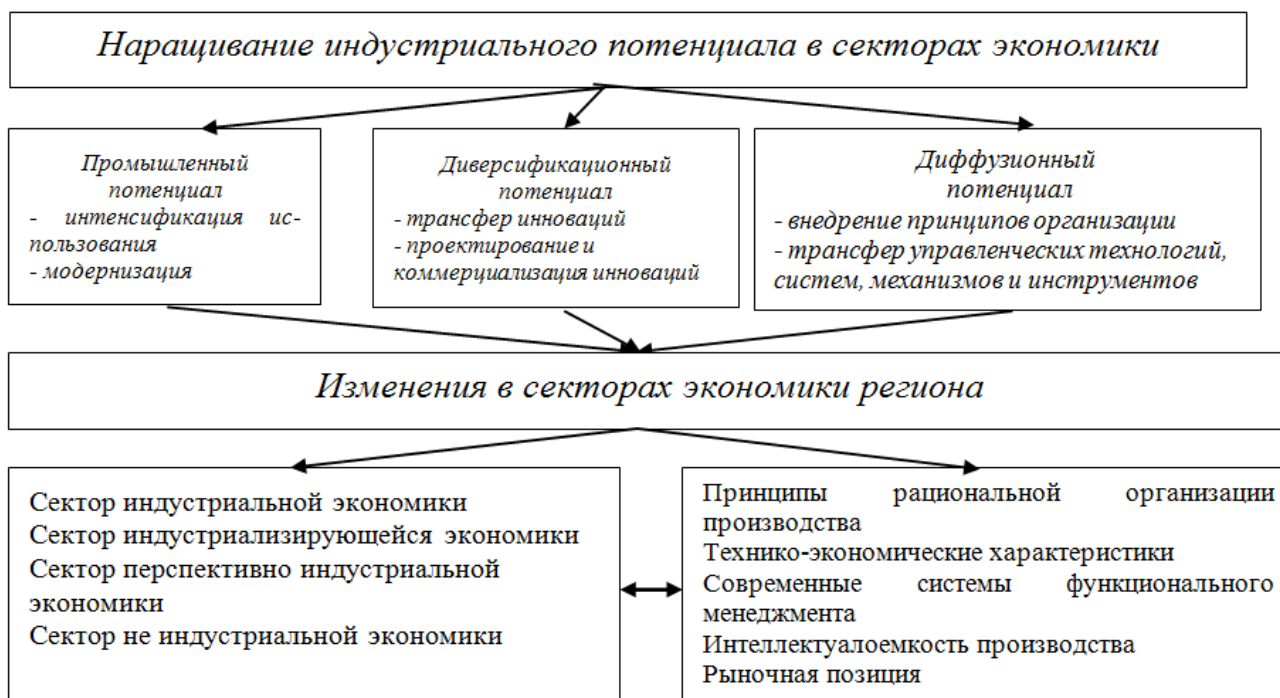 Наращивание индустриального потенциала в секторах экономики
Промышленный
потенциал
- интенсификация ис-
пользования
- модернизация
Диверсификационный
потенциал
- трансфер инноваций
- проектирование и
коммерциализация инноваций
Диффузионный
потенциал
- внедрение принципов организации
- трансфер управленческих технологий,
систем, механизмов и инструментов
Изменения в секторах экономики региона
Сектор индустриальной экономики
Сектор индустриализирующейся экономики
Сектор перспективно индустриальной
экономики
Сектор не индустриальной экономики
Принципы рациональной организации
производства
Технико-экономические характеристики
Современные системы функционального
менеджмента
Интеллектуалоемкость производства
Рыночная позиция